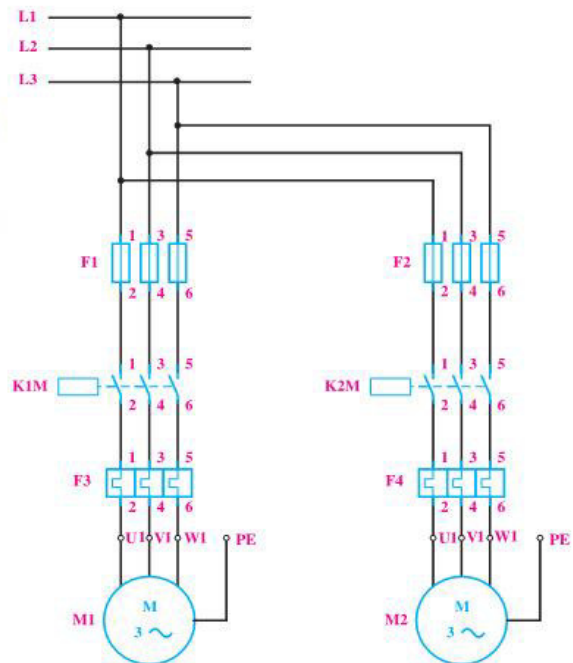 L1
L2
L3
1 3 5 1 3 5
F1 F2
2 4 6 2 4 6
1 3 5 1 3 5
K1M K2M
2 4 6 2 4 6
1 3 5 1 3 5
F3 F4
2 4 6 2 4 6
U1 V1 W1 PE U1 V1 W1 PE
M M
M1 M2
3 ~ 3 ~